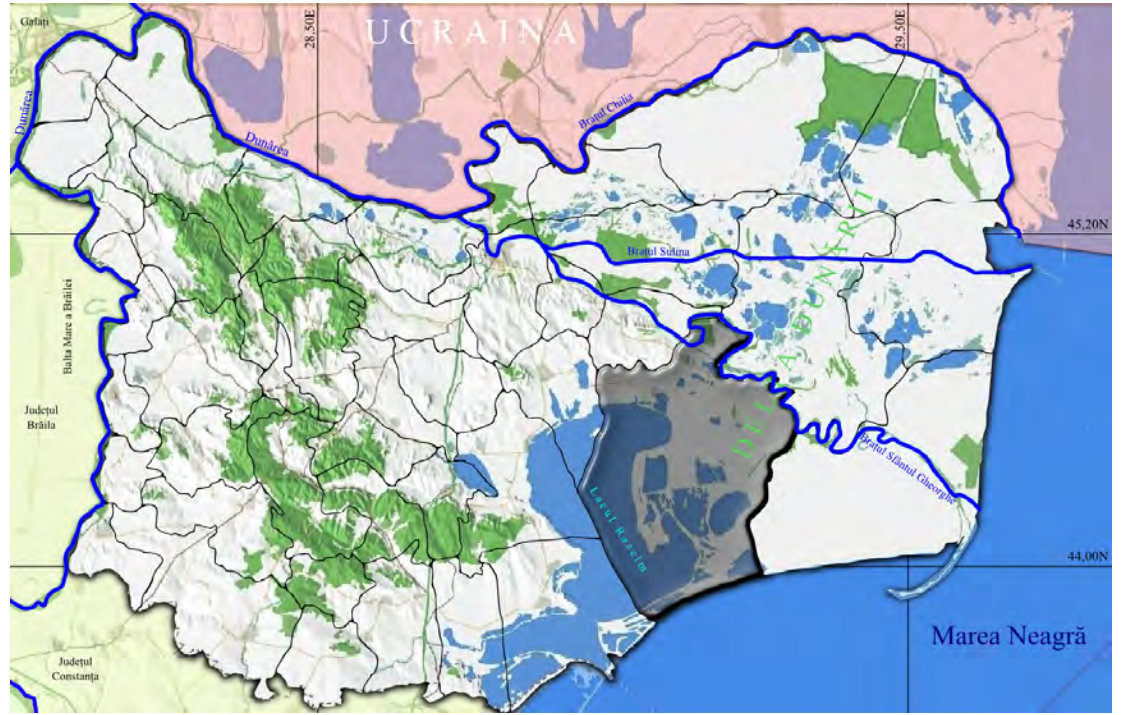 Galați
UCRAINA
28,50E
29,50E
Dunărea
Dunărea
Brațul Chilia
45,20N
Brațul Sulina
Balta Mare a Brăilei
DELTA DUNĂRII
Județul
Brăila
Brațul Sfântul Gheorghe
Lacul Razelm
44,00N
Marea Neagră
Județul
Constanța